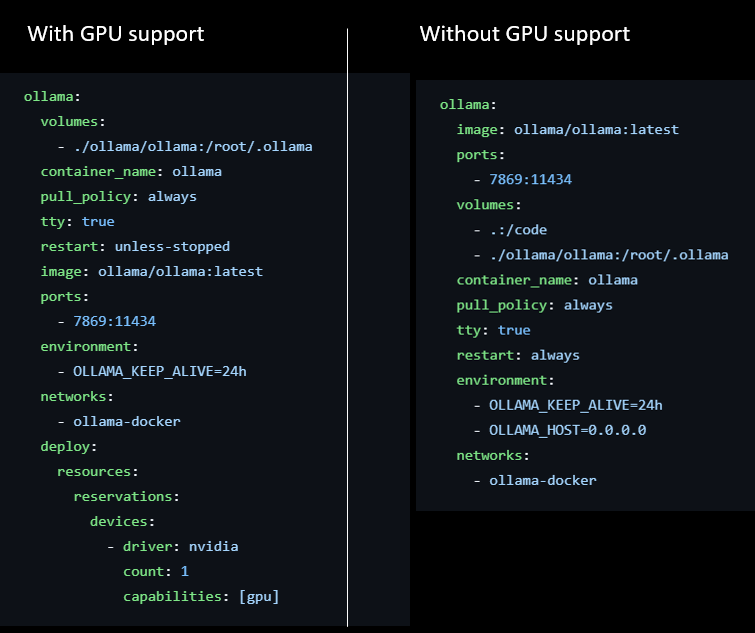 With GPU support
ollama:
volumes:
- ./ollama/ollama:/root/.ollama
container_name: ollama
pull_policy: always
tty: true
restart: unless-stopped
image: ollama/ollama:latest
ports:
- 7869:11434
environment:
- OLLAMA_KEEP_ALIVE=24h
networks:
- ollama-docker
deploy:
resources:
reservations:
devices:
- driver: nvidia
count: 1
capabilities: [gpu]
Without GPU support
ollama:
image: ollama/ollama:latest
ports:
- 7869:11434
volumes:
- .:/code
- ./ollama/ollama:/root/.ollama
container_name: ollama
pull_policy: always
tty: true
restart: always
environment:
- OLLAMA_KEEP_ALIVE=24h
- OLLAMA_HOST=0.0.0.0
networks:
- ollama-docker